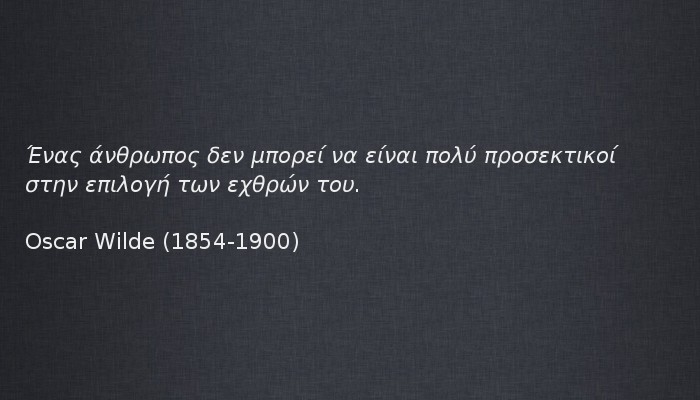 Ένας άνθρωπος δεν μπορεί να είναι πολύ προσεκτικοί
στην επιλογή των εχθρών του.
Oscar Wilde (1854-1900)